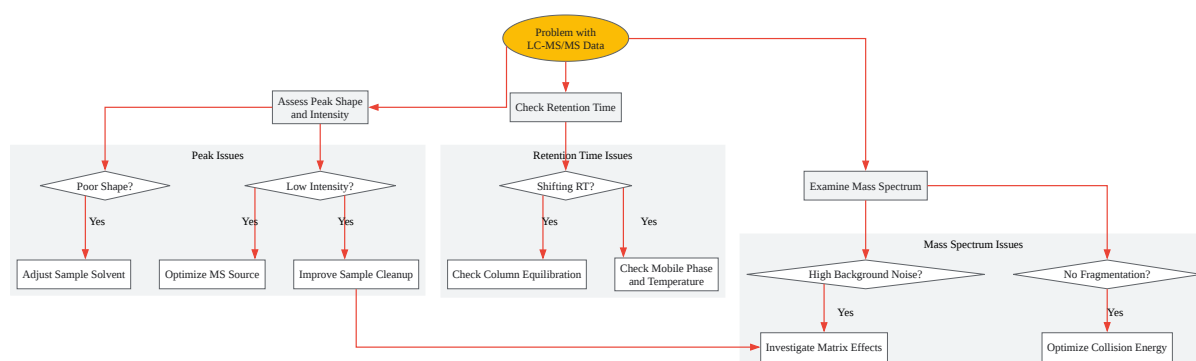 Problem with
LC-MS/MS Data
Assess Peak Shape
and Intensity
Check Retention Time
Peak Issues
Retention Time Issues
Poor Shape?
Low Intensity?
Shifting RT?
Examine Mass Spectrum
Yes
Yes
Yes
Yes
Yes
Mass Spectrum Issues
Adjust Sample Solvent
Optimize MS Source
Improve Sample Cleanup
Check Column Equilibration
Check Mobile Phase
and Temperature
High Background Noise?
No Fragmentation?
Yes
Yes
Investigate Matrix Effects
Optimize Collision Energy